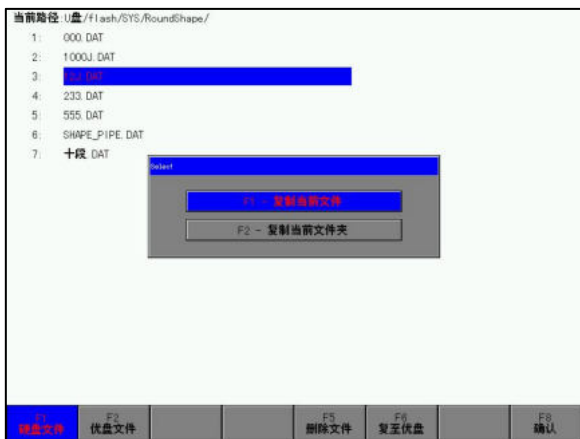 当前路径:U盘/flash/SYS/RoundShape/
1: 000.DAT
2: 1000J.DAT
3: 12J.DAT
4: 233.DAT
5: 555.DAT
6: SHAPE_PIPE.DAT
7: 十段.DAT
Select
F1 - 复制当前文件
F2 - 复制当前文件夹
F1 F2 F5 F6 F8
硬盘文件 优盘文件 删除文件 复至优盘 确认